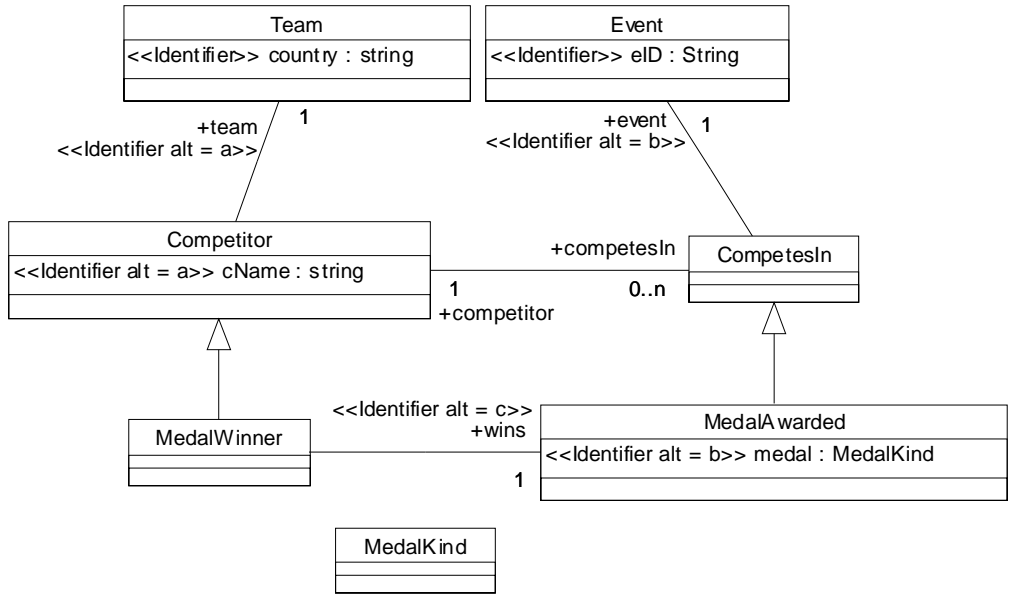 Team
<<Identifier>> country : string
Event
<<Identifier>> eID : String
1
+team
<<Identifier alt = a>>
+event
1
<<Identifier alt = b>>
Competitor
<<Identifier alt = a>> cName : string
+competesIn
CompetesIn
1
0..n
+competitor
<<Identifier alt = c>>
+wins
MedalWinner
1
MedalAwarded
<<Identifier alt = b>> medal : MedalKind
MedalKind